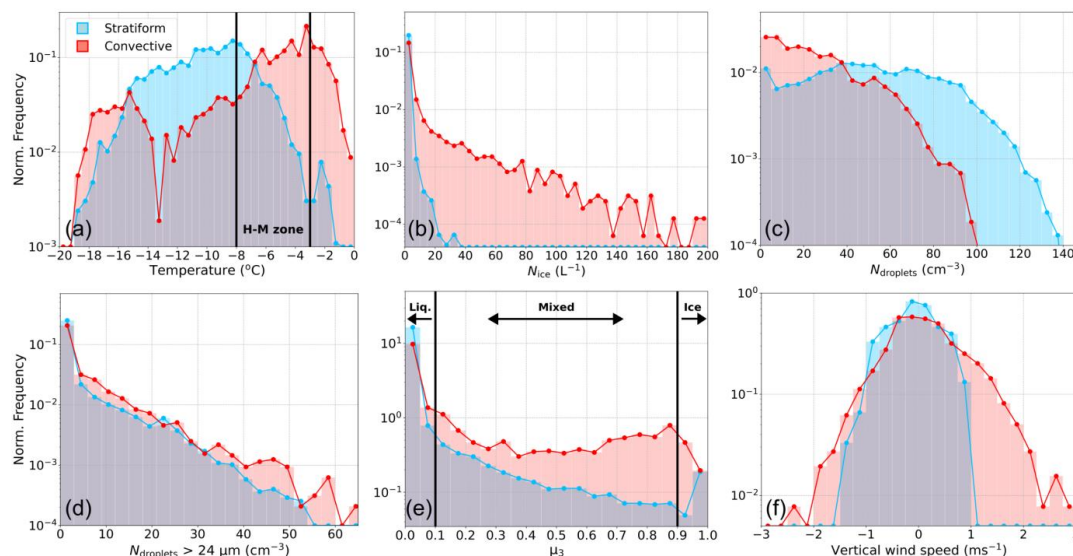 Norm. Frequency
10⁻¹
10⁻²
10⁻³
Stratiform
Convective
(a)
H-M zone
−20 −18 −16 −14 −12 −10 −8 −6 −4 −2 0
Temperature (°C)
10⁻¹
10⁻²
10⁻³
10⁻⁴
(b)
0 20 40 60 80 100 120 140 160 180 200
N_ice (L⁻¹)
10⁻¹
10⁻²
10⁻³
10⁻⁴
(c)
0 20 40 60 80 100 120 140
N_droplets (cm⁻³)
Norm. Frequency
10⁻¹
10⁻²
10⁻³
10⁻⁴
(d)
0 10 20 30 40 50 60
N_droplets > 24 μm (cm⁻³)
10¹
10⁰
10⁻¹
Liq. Mixed Ice
(e)
0.0 0.1 0.2 0.3 0.4 0.5 0.6 0.7 0.8 0.9 1.0
μ₃
10⁰
10⁻¹
10⁻²
(f)
−3 −2 −1 0 1 2 3
Vertical wind speed (ms⁻¹)